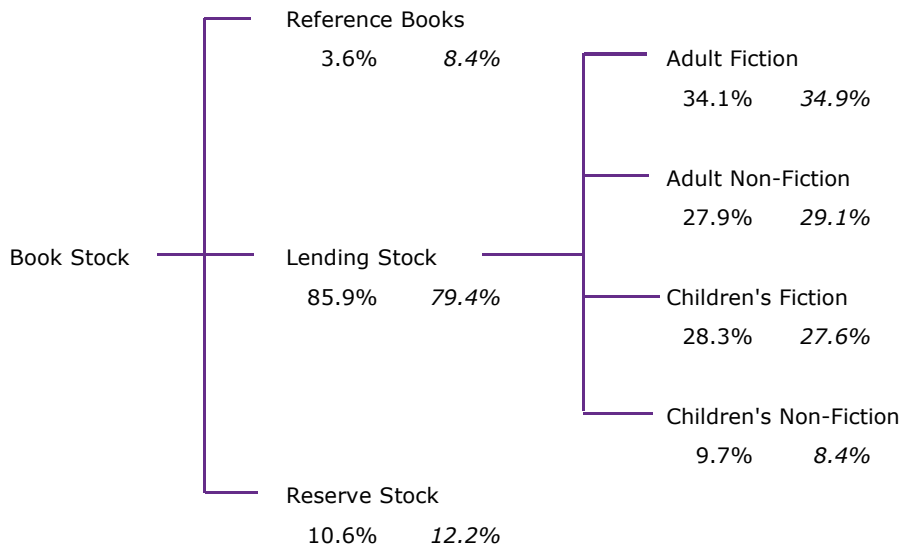 Reference Books
3.6% 8.4%
Adult Fiction
34.1% 34.9%
Adult Non-Fiction
27.9% 29.1%
Book Stock
Lending Stock
85.9% 79.4%
Children's Fiction
28.3% 27.6%
Children's Non-Fiction
9.7% 8.4%
Reserve Stock
10.6% 12.2%